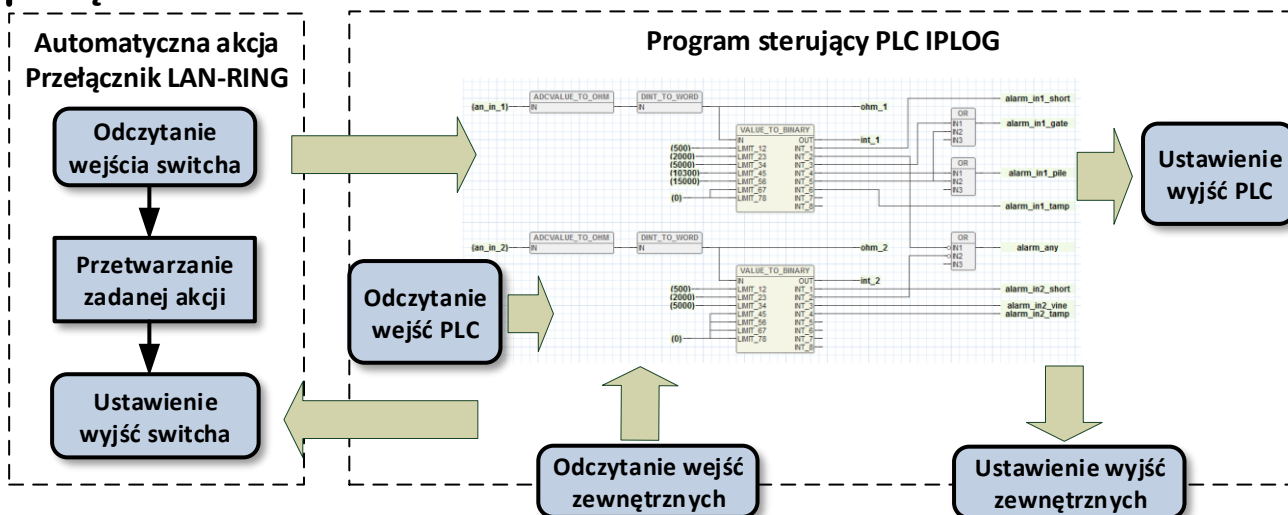 Automatyczna akcja
Przełącznik LAN-RING
Odczytanie
wejścia switcha
Przetwarzanie
zadanej akcji
Ustawienie
wyjść switcha
Program sterujący PLC IPLOG
(an_in_1)
ADCVALUE_TO_OHM
IN
DINT_TO_WORD
IN
ohm_1
VALUE_TO_BINARY
IN
OUT
int_1
(500)
LIMIT_12
INT_1
(2000)
LIMIT_23
INT_2
(5000)
LIMIT_34
INT_3
(10300)
LIMIT_45
INT_4
(15000)
LIMIT_56
INT_5
LIMIT_67
INT_6
(0)
LIMIT_78
INT_7
INT_8
alarm_in1_short
OR
IN1
IN2
IN3
alarm_in1_gate
OR
IN1
IN2
IN3
alarm_in1_pile
alarm_in1_tamp
(an_in_2)
ADCVALUE_TO_OHM
IN
DINT_TO_WORD
IN
ohm_2
VALUE_TO_BINARY
IN
OUT
int_2
(500)
LIMIT_12
INT_1
(2000)
LIMIT_23
INT_2
(5000)
LIMIT_34
INT_3
LIMIT_45
INT_4
LIMIT_56
INT_5
LIMIT_67
INT_6
(0)
LIMIT_78
INT_7
INT_8
OR
IN1
IN2
IN3
alarm_any
alarm_in2_short
alarm_in2_vine
alarm_in2_tamp
Odczytanie
wejść PLC
Ustawienie
wyjść PLC
Odczytanie wejść
zewnętrznych
Ustawienie wyjść
zewnętrznych